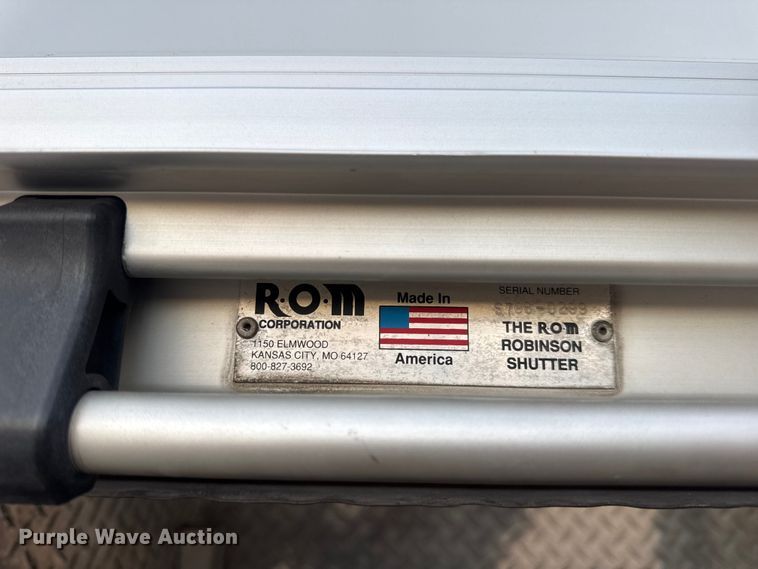 R·O·M
CORPORATION
1150 ELMWOOD
KANSAS CITY, MO 64127
800-827-3692
Made In
America
SERIAL NUMBER
THE R·O·M
ROBINSON
SHUTTER
Purple Wave Auction